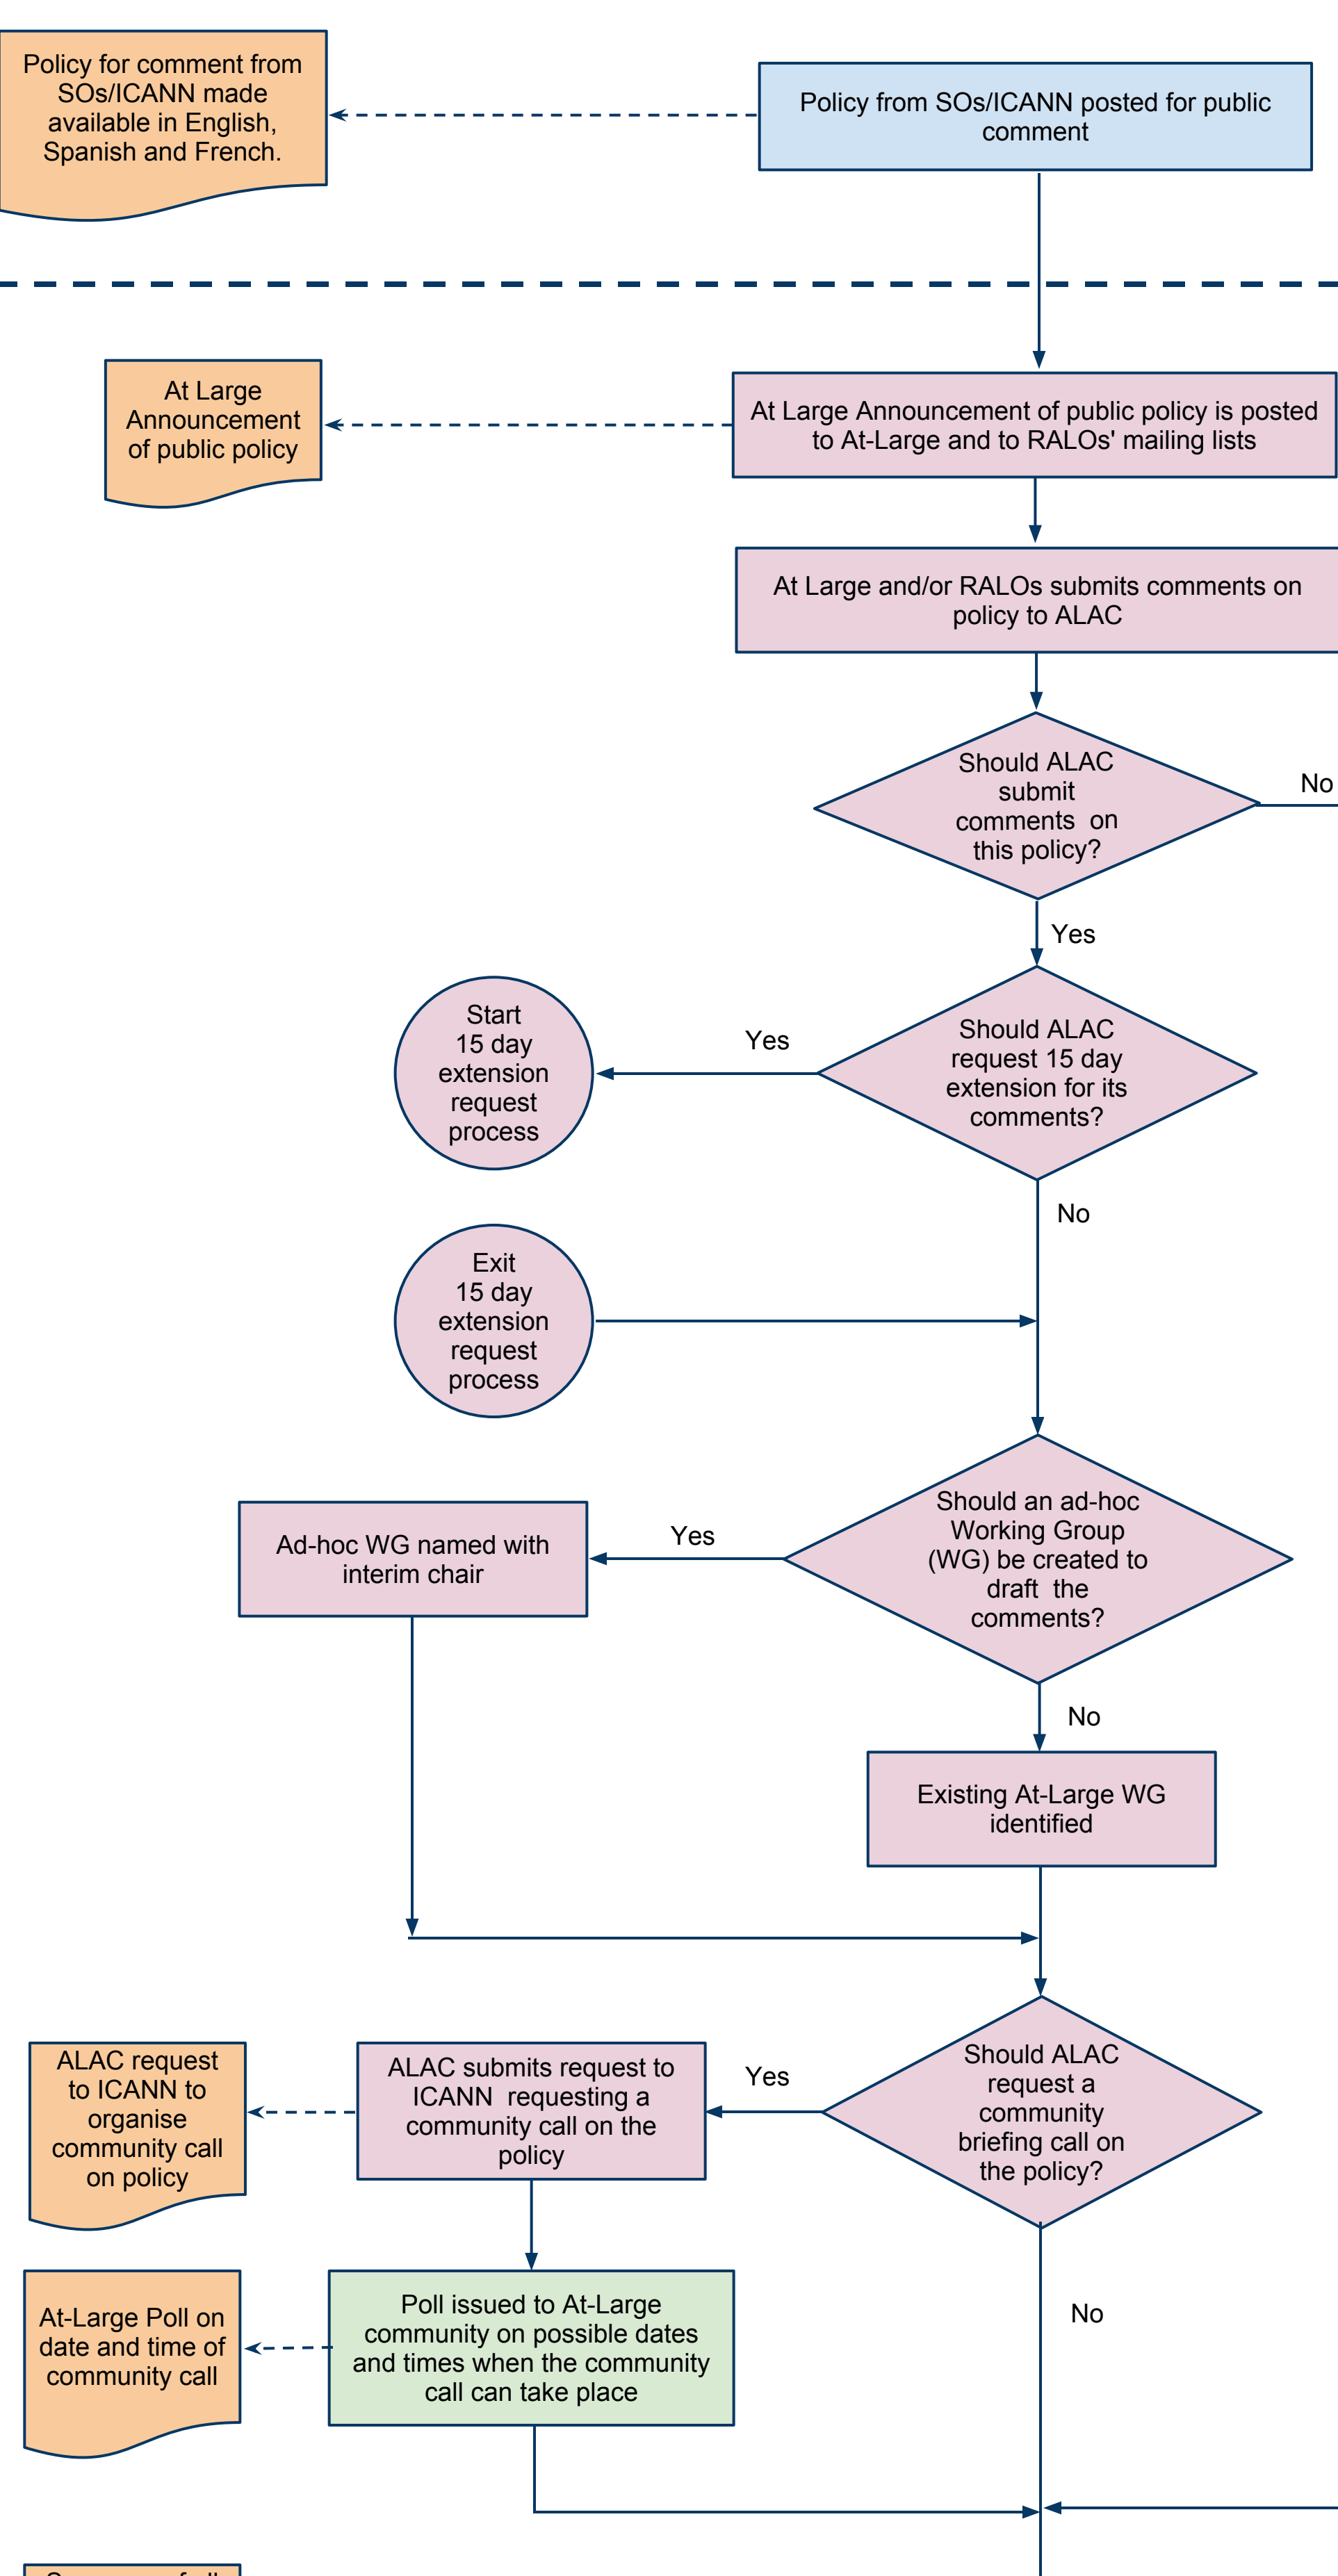 Policy for comment from
SOs/ICANN made
available in English,
Spanish and French.
Policy from SOs/ICANN posted for public
comment
At Large
Announcement
of public policy
At Large Announcement of public policy is posted
to At-Large and to RALOs' mailing lists
At Large and/or RALOs submits comments on
policy to ALAC
Should ALAC
submit
comments on
this policy?
No
Yes
Should ALAC
request 15 day
extension for its
comments?
Yes
Start
15 day
extension
request
process
No
Exit
15 day
extension
request
process
Should an ad-hoc
Working Group
(WG) be created to
draft the
comments?
Yes
Ad-hoc WG named with
interim chair
No
Existing At-Large WG
identified
Should ALAC
request a
community
briefing call on
the policy?
Yes
ALAC submits request to
ICANN requesting a
community call on the
policy
ALAC request
to ICANN to
organise
community call
on policy
No
Poll issued to At-Large
community on possible dates
and times when the community
call can take place
At-Large Poll on
date and time of
community call